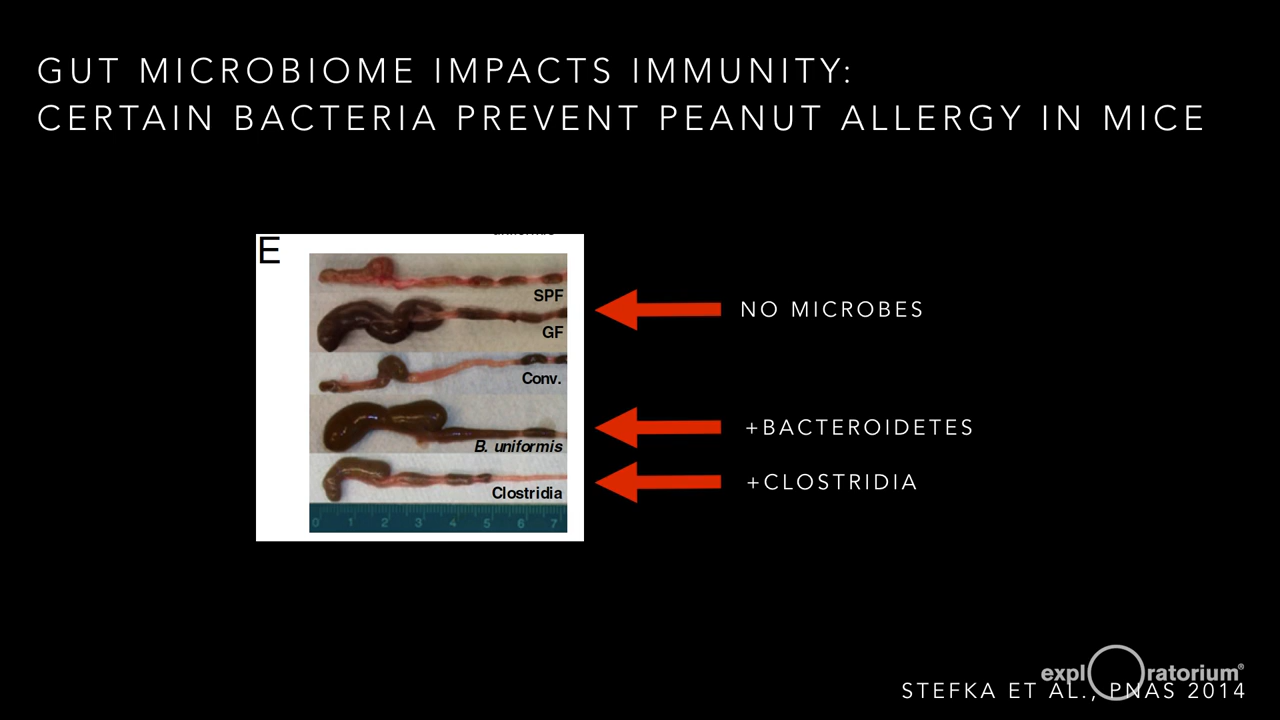 GUT MICROBIOME IMPACTS IMMUNITY:
CERTAIN BACTERIA PREVENT PEANUT ALLERGY IN MICE
E
SPF
GF
NO MICROBES
Conv.
B. uniformis
+BACTEROIDETES
Clostridia
+CLOSTRIDIA
0 1 2 3 4 5 6 7
explOratorium®
STEFKA ET AL., PNAS 2014